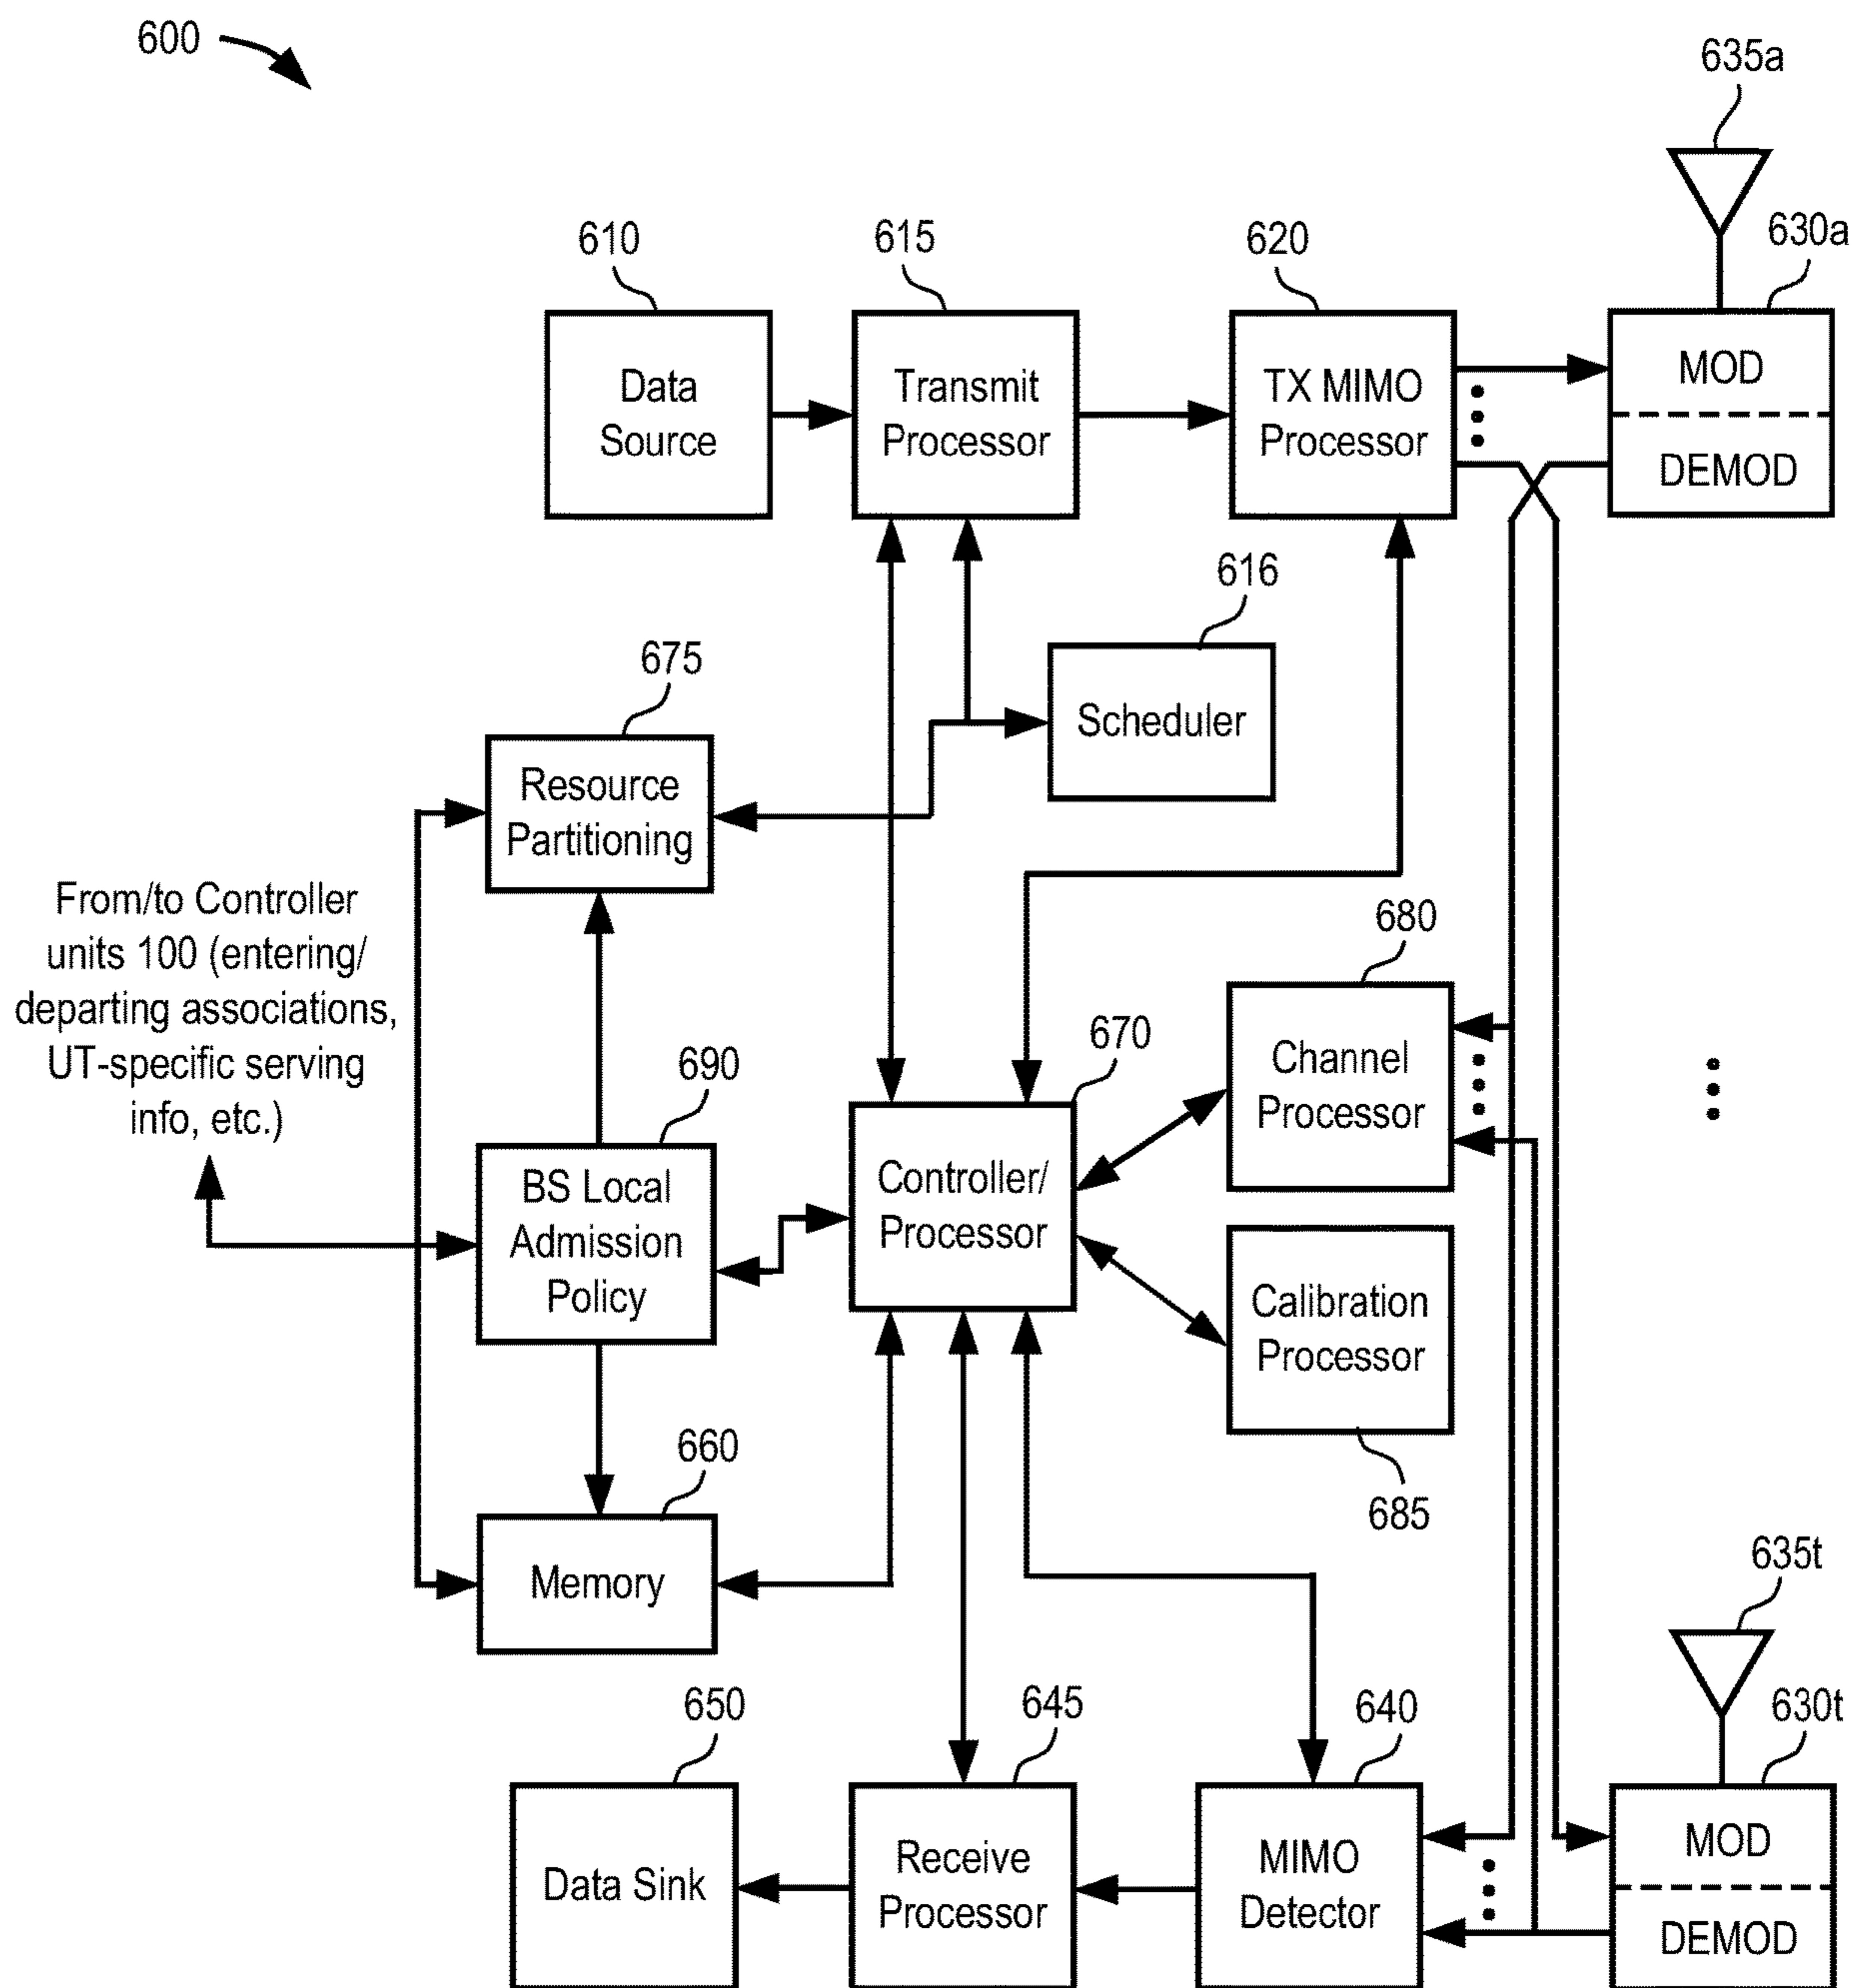 600
635a
610
615
620
630a
Data
Source
Transmit
Processor
TX MIMO
Processor
MOD
DEMOD
616
Scheduler
675
Resource
Partitioning
From/to Controller
units 100 (entering/
departing associations,
UT-specific serving
info, etc.)
680
Channel
Processor
690
BS Local
Admission
Policy
670
Controller/
Processor
Calibration
Processor
685
660
Memory
635t
650
645
640
630t
Data Sink
Receive
Processor
MIMO
Detector
MOD
DEMOD